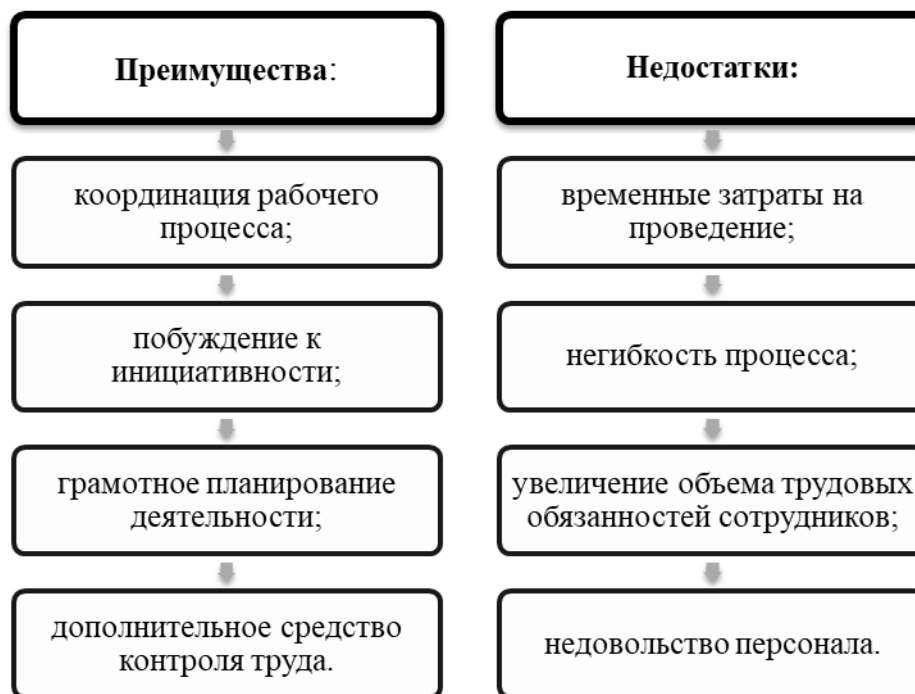 Преимущества:
координация рабочего
процесса;
побуждение к
инициативности;
грамотное планирование
деятельности;
дополнительное средство
контроля труда.
Недостатки:
временные затраты на
проведение;
негибкость процесса;
увеличение объема трудовых
обязанностей сотрудников;
недовольство персонала.